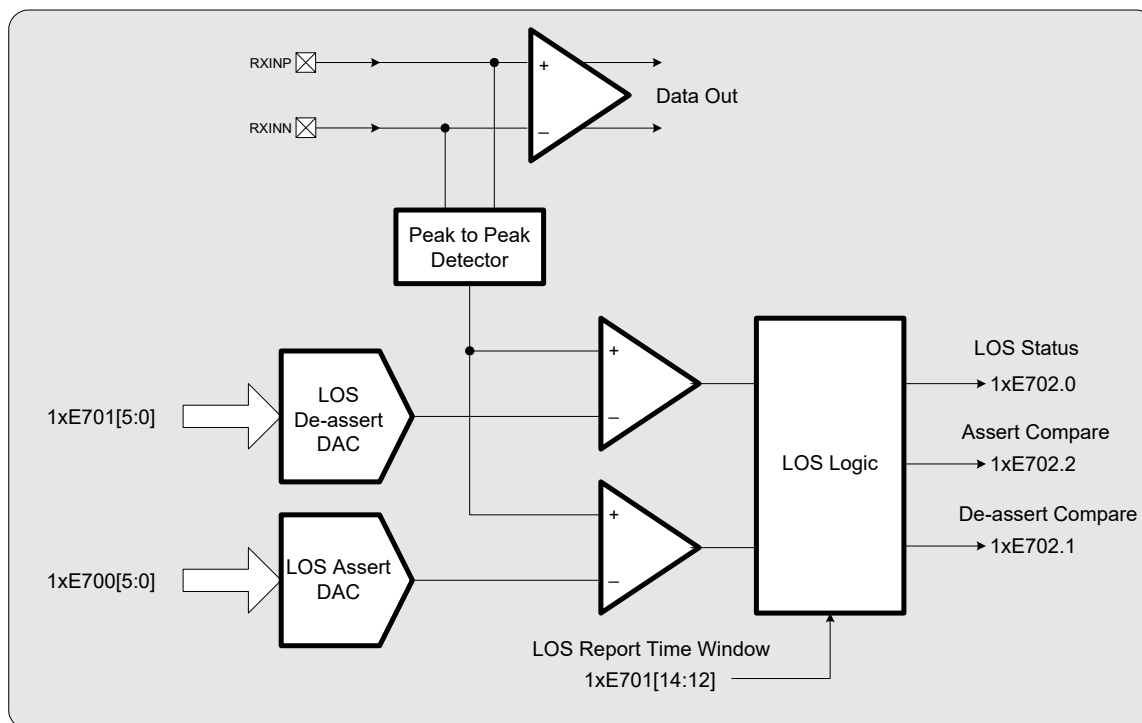 RXINP
+
Data Out
RXINN
–
Peak to Peak
Detector
LOS Status
1xE702.0
LOS
De-assert
DAC
1xE701[5:0]
+
–
Assert Compare
1xE702.2
LOS Logic
De-assert Compare
1xE702.1
LOS Assert
DAC
1xE700[5:0]
+
–
LOS Report Time Window
1xE701[14:12]